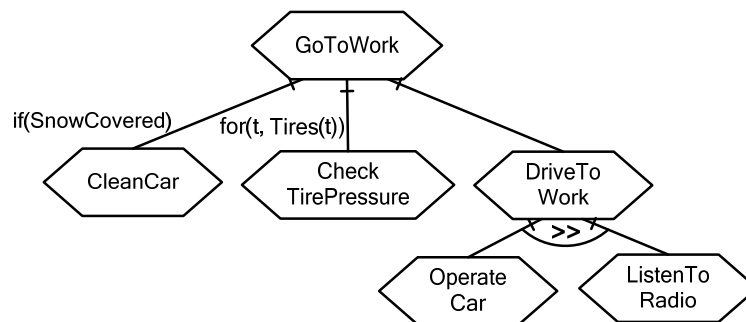 GoToWork
if(SnowCovered)
for(t, Tires(t))
CleanCar
Check
TirePressure
DriveTo
Work
>>
Operate
Car
ListenTo
Radio